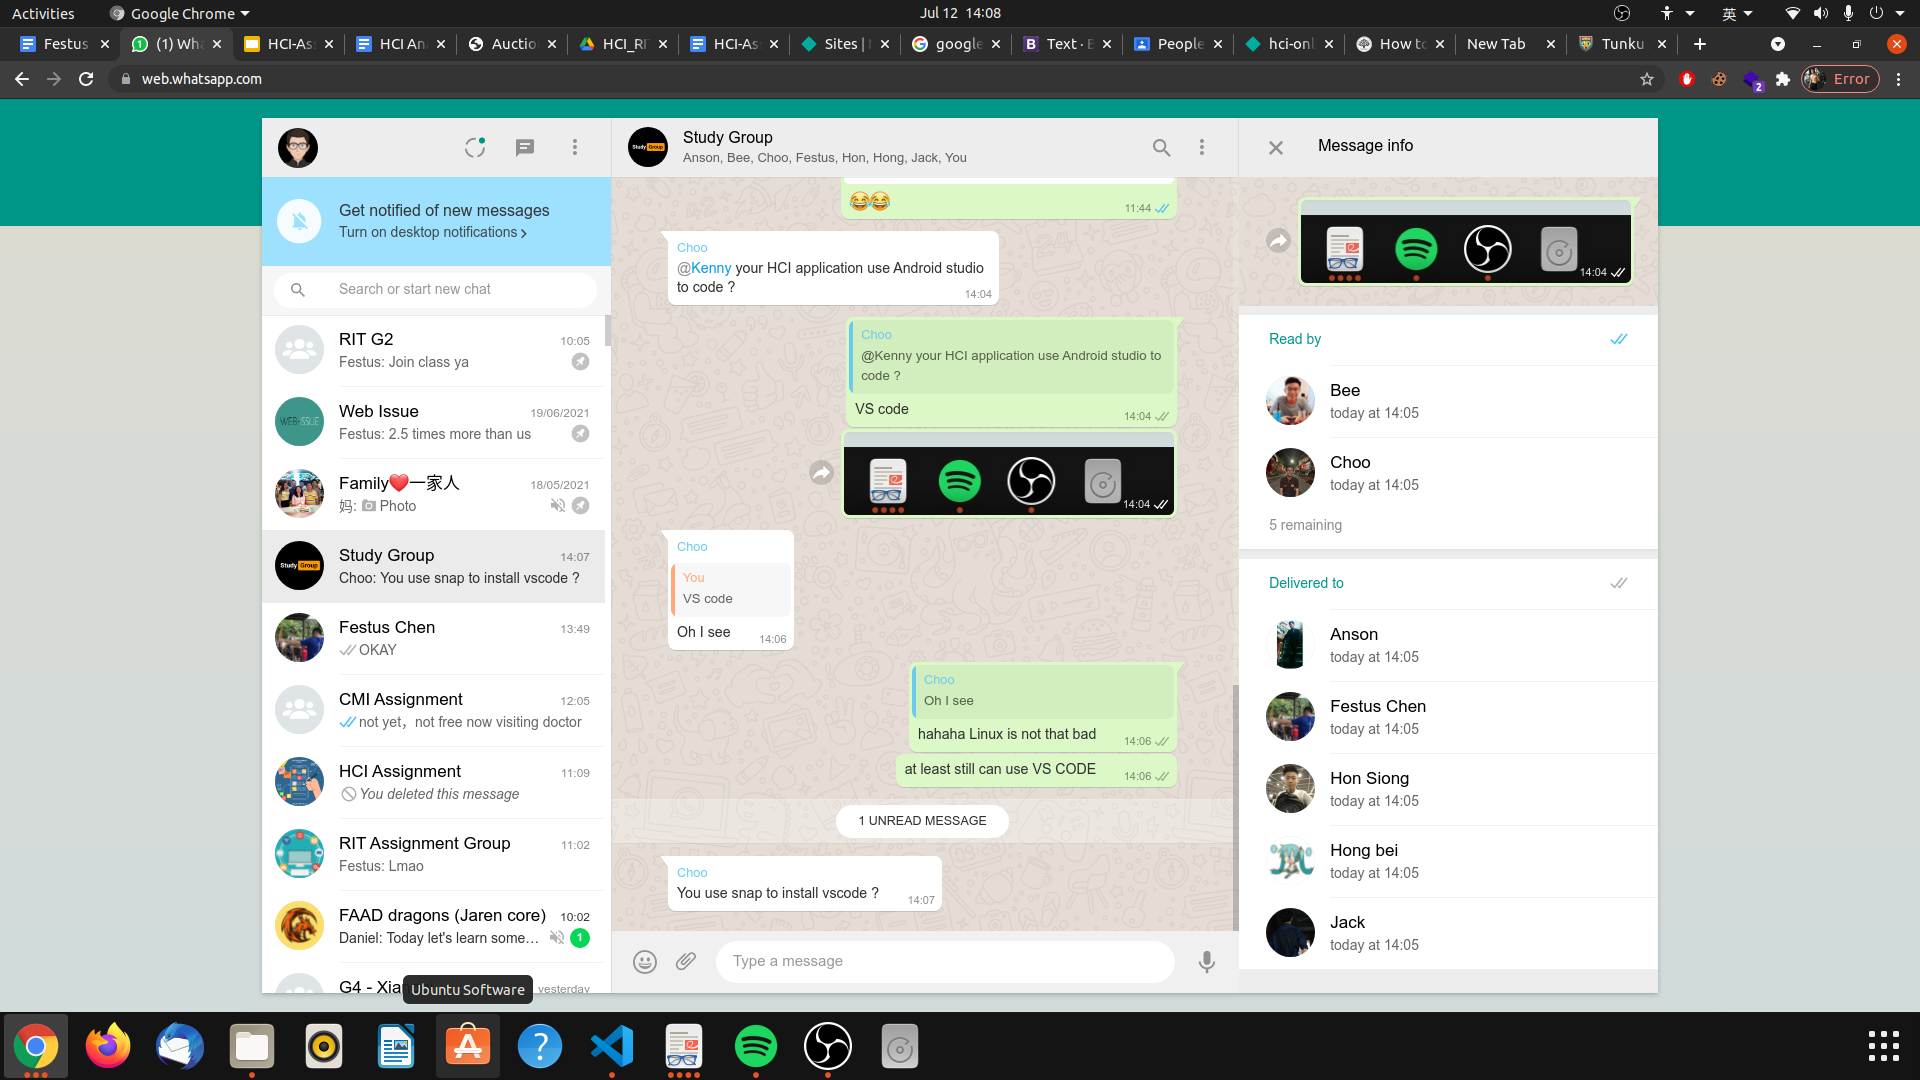 Activities
Google Chrome
Jul 12 14:08
英
Festus
(1) Wha
HCI-As
HCI An
Auctio
HCI_RI
HCI-As
Sites |
google
Text · B
People
hci-onl
How to
New Tab
Tunku
web.whatsapp.com
2
Error
Get notified of new messages
Turn on desktop notifications
Search or start new chat
RIT G2
10:05
Festus: Join class ya
WEB-ISSUE
Web Issue
19/06/2021
Festus: 2.5 times more than us
Family❤️一家人
18/05/2021
妈: Photo
Study Group
Study Group
14:07
Choo: You use snap to install vscode ?
Festus Chen
13:49
OKAY
CMI Assignment
12:05
not yet，not free now visiting doctor
HCI Assignment
11:09
You deleted this message
RIT Assignment Group
11:02
Festus: Lmao
FAAD dragons (Jaren core)
10:02
Daniel: Today let's learn some…
1
G4 - Xia
yesterday
Ubuntu Software
Study Group
Study Group
Anson, Bee, Choo, Festus, Hon, Hong, Jack, You
😂😂
11:44
Choo
@Kenny your HCI application use Android studio
to code ?
14:04
Choo
@Kenny your HCI application use Android studio to
code ?
VS code
14:04
14:04
Choo
You
VS code
Oh I see
14:06
Choo
Oh I see
hahaha Linux is not that bad
14:06
at least still can use VS CODE
14:06
1 UNREAD MESSAGE
Choo
You use snap to install vscode ?
14:07
Type a message
Message info
14:04
Read by
Bee
today at 14:05
Choo
today at 14:05
5 remaining
Delivered to
Anson
today at 14:05
Festus Chen
today at 14:05
Hon Siong
today at 14:05
Hong bei
today at 14:05
Jack
today at 14:05